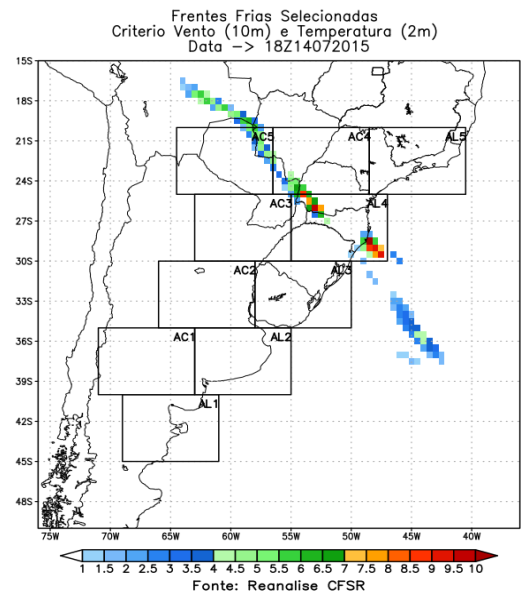 Frentes Frias Selecionadas
Criterio Vento (10m) e Temperatura (2m)
Data -> 18Z14072015
15S
18S
21S
24S
27S
30S
33S
36S
39S
42S
45S
48S
AC5 AC4 AL5
AC3 AL4
AC2 AL3
AC1 AL2
AL1
75W 70W 65W 60W 55W 50W 45W 40W
1 1.5 2 2.5 3 3.5 4 4.5 5 5.5 6 6.5 7 7.5 8 8.5 9 9.5 10
Fonte: Reanalise CFSR